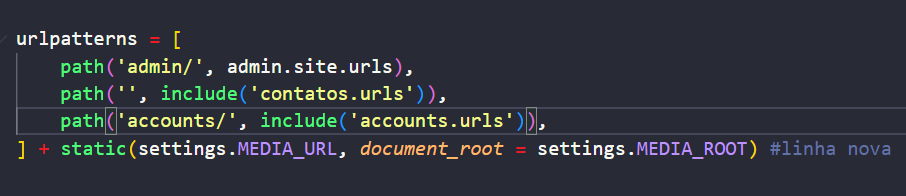 urlpatterns = [
    path('admin/', admin.site.urls),
    path('', include('contatos.urls')),
    path('accounts/', include('accounts.urls')),
] + static(settings.MEDIA_URL, document_root = settings.MEDIA_ROOT) #linha nova